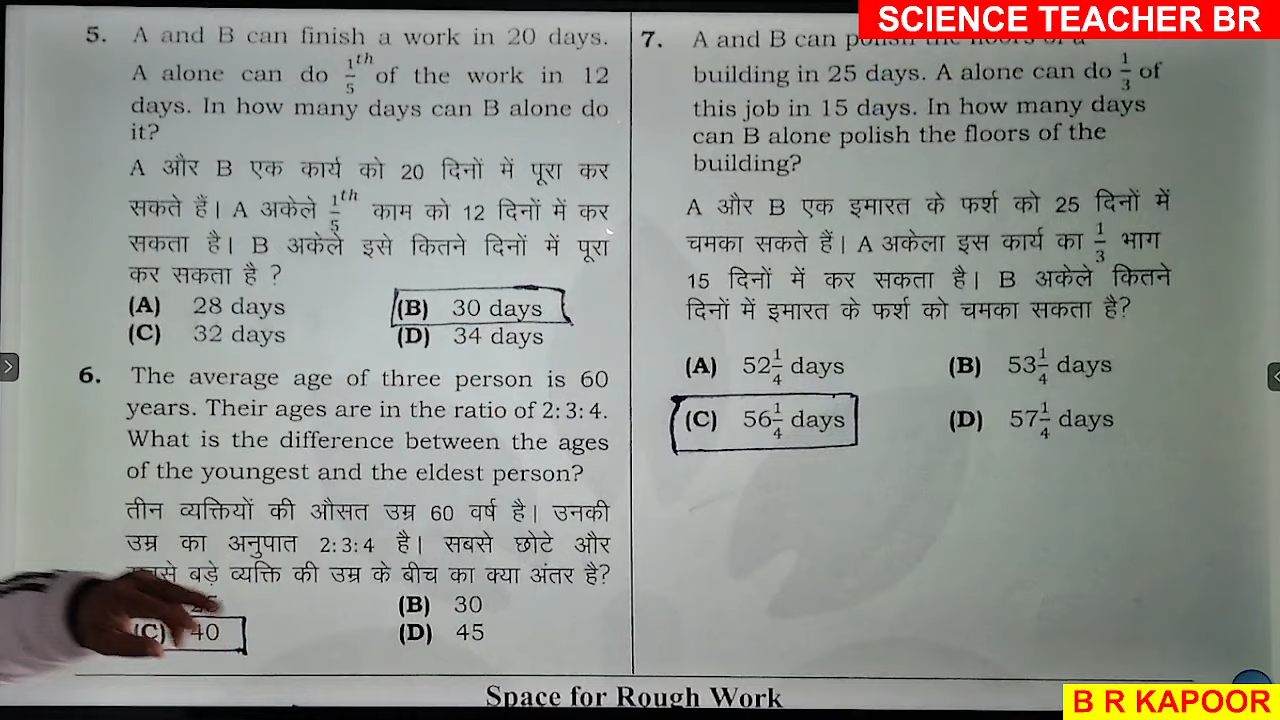 SCIENCE TEACHER BR
5. A and B can finish a work in 20 days.
A alone can do 1/5 th of the work in 12
days. In how many days can B alone do
it?
A और B एक कार्य को 20 दिनों में पूरा कर
सकते हैं। A अकेले 1/5 th काम को 12 दिनों में कर
सकता है। B अकेले इसे कितने दिनों में पूरा
कर सकता है ?
(A) 28 days (B) 30 days
(C) 32 days (D) 34 days
6. The average age of three person is 60
years. Their ages are in the ratio of 2:3:4.
What is the difference between the ages
of the youngest and the eldest person?
तीन व्यक्तियों की औसत उम्र 60 वर्ष है। उनकी
उम्र का अनुपात 2:3:4 है। सबसे छोटे और
बड़े व्यक्ति की उम्र के बीच का क्या अंतर है?
(B) 30
(C) 40 (D) 45
7. A and B can polish the floors of a
building in 25 days. A alone can do 1/3 of
this job in 15 days. In how many days
can B alone polish the floors of the
building?
A और B एक इमारत के फर्श को 25 दिनों में
चमका सकते हैं। A अकेला इस कार्य का 1/3 भाग
15 दिनों में कर सकता है। B अकेले कितने
दिनों में इमारत के फर्श को चमका सकता है?
(A) 52 1/4 days (B) 53 1/4 days
(C) 56 1/4 days (D) 57 1/4 days
Space for Rough Work
B R KAPOOR